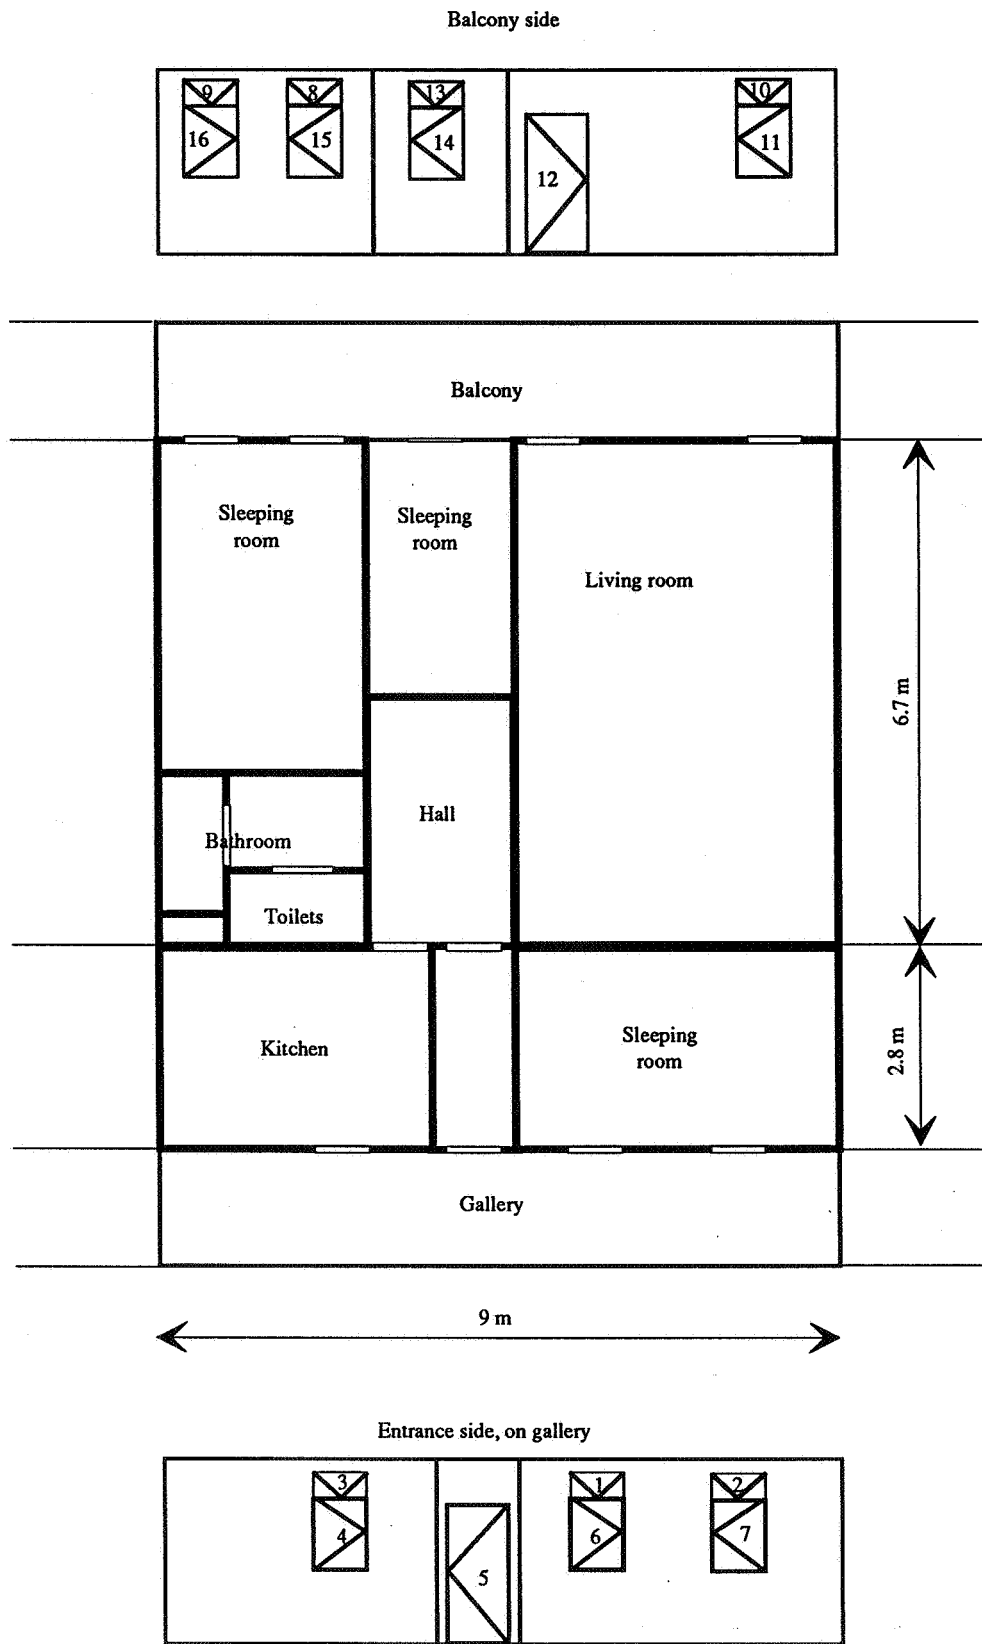 Balcony side
9
8
13
10
16
15
14
12
11
Balcony
Sleeping
room
Sleeping
room
Living room
6.7 m
Hall
Bathroom
Toilets
Kitchen
Sleeping
room
2.8 m
Gallery
9 m
Entrance side, on gallery
3
1
2
4
6
7
5